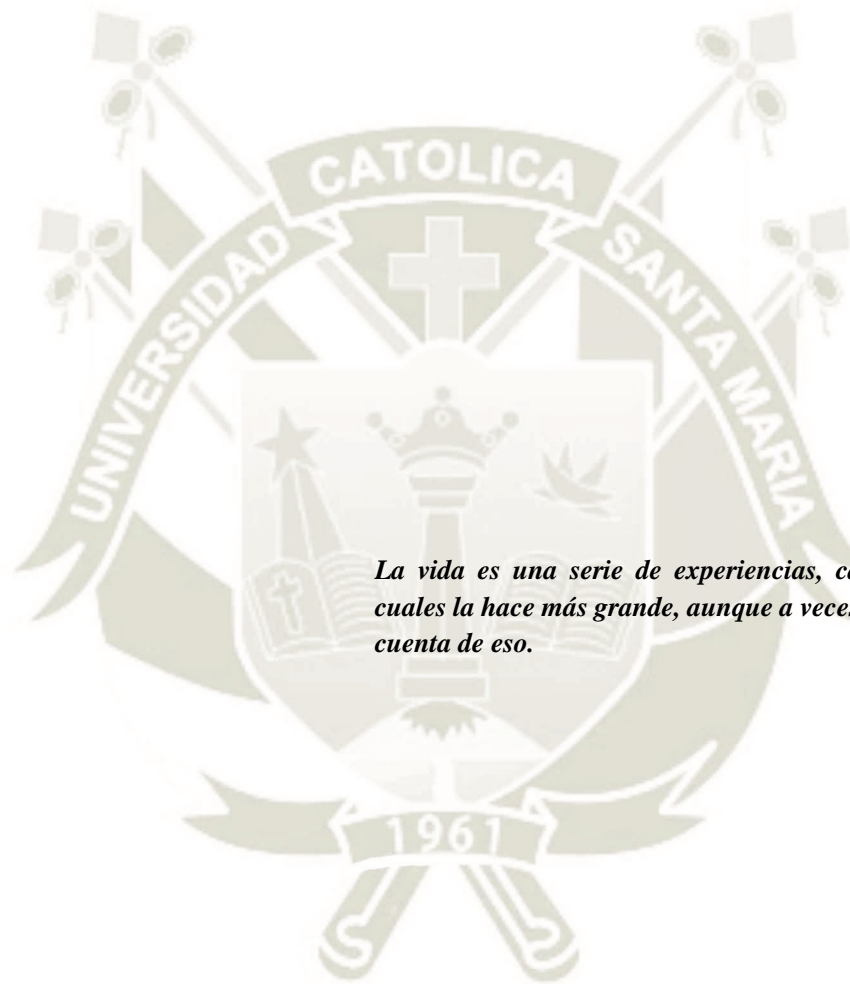 CATOLICA
UNIVERSIDAD
SANTA MARIA
La vida es una serie de experiencias,
cuales la hace más grande, aunque a
cuenta de eso.
1961